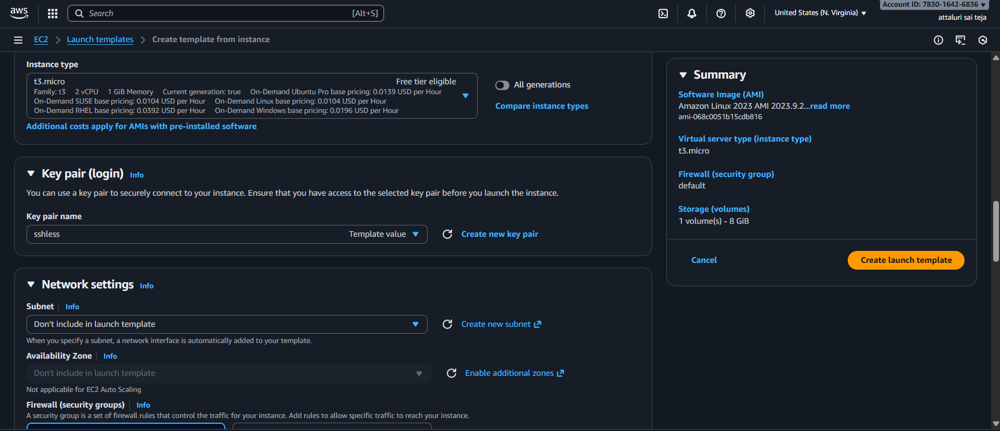 aws
Search [Alt+S]
United States (N. Virginia)
Account ID: 7830-1642-6836
attaluri sai teja
EC2 > Launch templates > Create template from instance
Instance type
t3.micro Free tier eligible
Family: t3 2 vCPU 1 GiB Memory Current generation: true On-Demand Ubuntu Pro base pricing: 0.0139 USD per Hour
On-Demand SUSE base pricing: 0.0104 USD per Hour On-Demand Linux base pricing: 0.0104 USD per Hour
On-Demand RHEL base pricing: 0.0392 USD per Hour On-Demand Windows base pricing: 0.0196 USD per Hour
All generations
Compare instance types
Additional costs apply for AMIs with pre-installed software
Key pair (login) Info
You can use a key pair to securely connect to your instance. Ensure that you have access to the selected key pair before you launch the instance.
Key pair name
sshless Template value
Create new key pair
Network settings Info
Subnet Info
Don't include in launch template
Create new subnet
When you specify a subnet, a network interface is automatically added to your template.
Availability Zone Info
Don't include in launch template
Enable additional zones
Not applicable for EC2 Auto Scaling
Firewall (security groups) Info
A security group is a set of firewall rules that control the traffic for your instance. Add rules to allow specific traffic to reach your instance.
Summary
Software Image (AMI)
Amazon Linux 2023 AMI 2023.9.2...read more
ami-068c0051b15cdb816
Virtual server type (instance type)
t3.micro
Firewall (security group)
default
Storage (volumes)
1 volume(s) - 8 GiB
Cancel
Create launch template